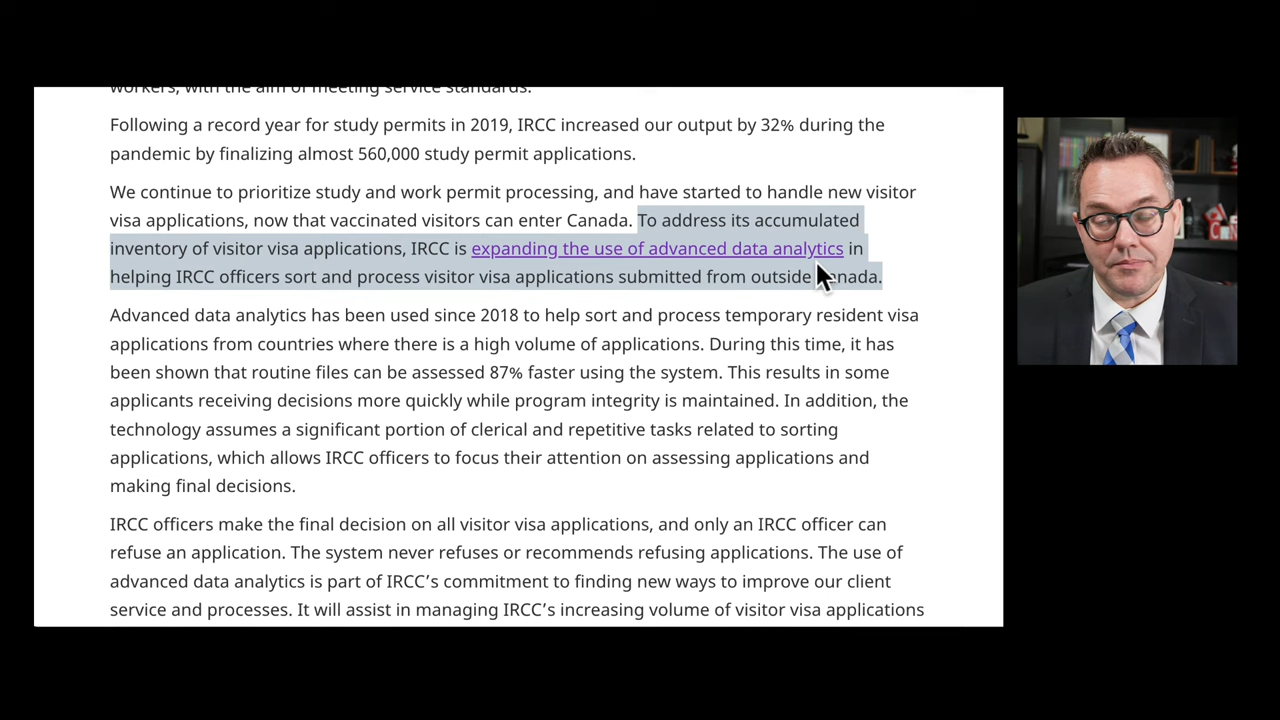 workers, with the aim of meeting service standards.
Following a record year for study permits in 2019, IRCC increased our output by 32% during the
pandemic by finalizing almost 560,000 study permit applications.
We continue to prioritize study and work permit processing, and have started to handle new visitor
visa applications, now that vaccinated visitors can enter Canada. To address its accumulated
inventory of visitor visa applications, IRCC is expanding the use of advanced data analytics in
helping IRCC officers sort and process visitor visa applications submitted from outside Canada.
Advanced data analytics has been used since 2018 to help sort and process temporary resident visa
applications from countries where there is a high volume of applications. During this time, it has
been shown that routine files can be assessed 87% faster using the system. This results in some
applicants receiving decisions more quickly while program integrity is maintained. In addition, the
technology assumes a significant portion of clerical and repetitive tasks related to sorting
applications, which allows IRCC officers to focus their attention on assessing applications and
making final decisions.
IRCC officers make the final decision on all visitor visa applications, and only an IRCC officer can
refuse an application. The system never refuses or recommends refusing applications. The use of
advanced data analytics is part of IRCC’s commitment to finding new ways to improve our client
service and processes. It will assist in managing IRCC’s increasing volume of visitor visa applications